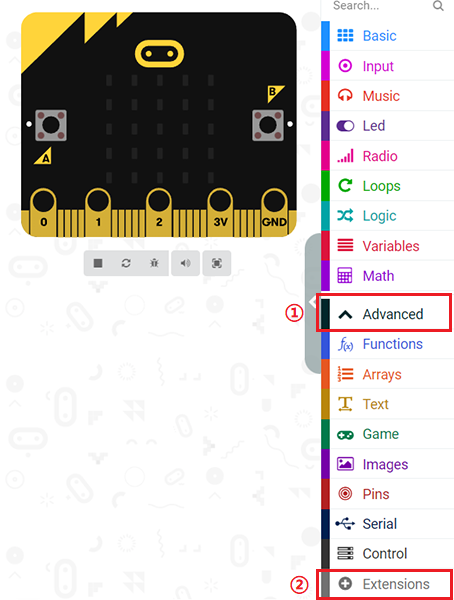 Search...
Basic
Input
Music
Led
Radio
Loops
Logic
Variables
Math
① Advanced
f(x) Functions
Arrays
T Text
Game
Images
Pins
Serial
Control
② Extensions
B
A
0 1 2 3V GND